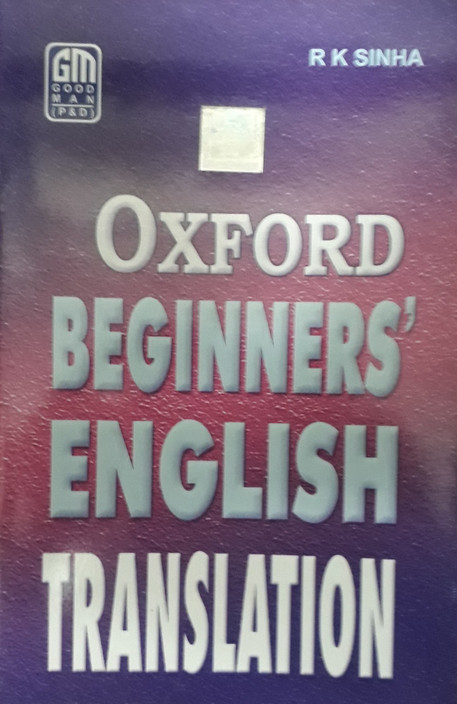 GM
GOOD
MAN
(P&D)
R K SINHA
OXFORD
BEGINNERS'
ENGLISH
TRANSLATION